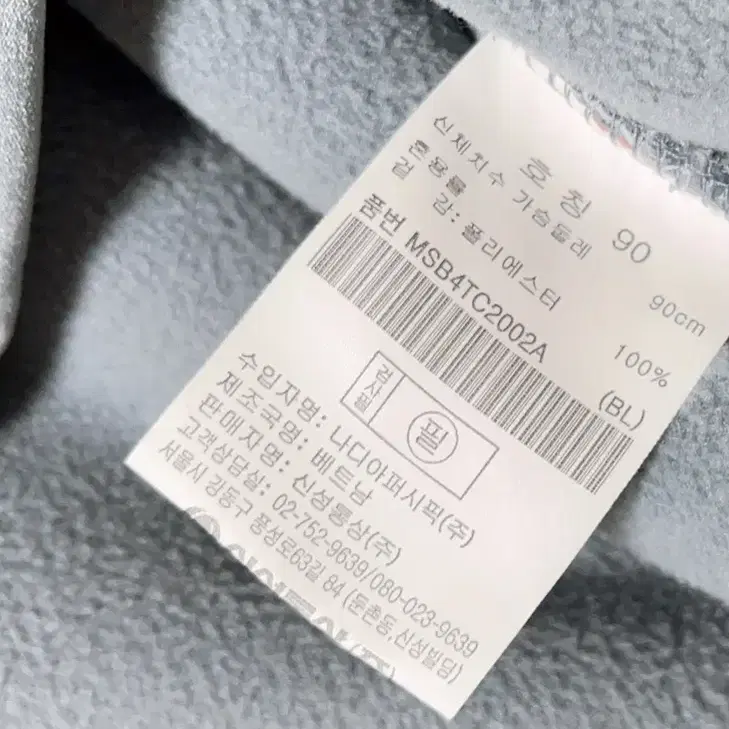 호칭 90
신체치수 가슴둘레 90cm
혼용률
겉 감: 폴리에스터 100%
품번 MSB4TC2002A (BL)
검사필 필
수입자명: 나디아퍼시픽(주)
제조국명: 베트남
판매자명: 신성통상(주)
고객상담실: 02-752-9639/080-023-9639
서울시 강동구 풍성로63길 84 (둔촌동,신성빌딩)